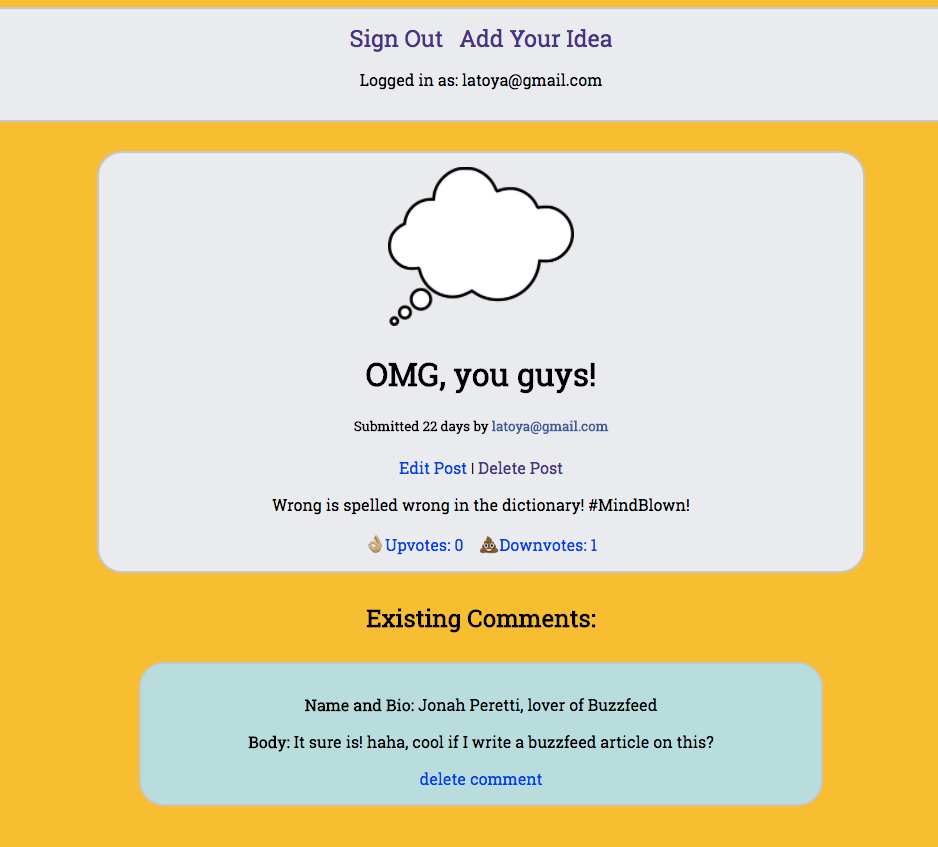 Sign Out Add Your Idea
Logged in as: latoya@gmail.com
OMG, you guys!
Submitted 22 days by latoya@gmail.com
Edit Post | Delete Post
Wrong is spelled wrong in the dictionary! #MindBlown!
👌🏽Upvotes: 0 💩Downvotes: 1
Existing Comments:
Name and Bio: Jonah Peretti, lover of Buzzfeed
Body: It sure is! haha, cool if I write a buzzfeed article on this?
delete comment